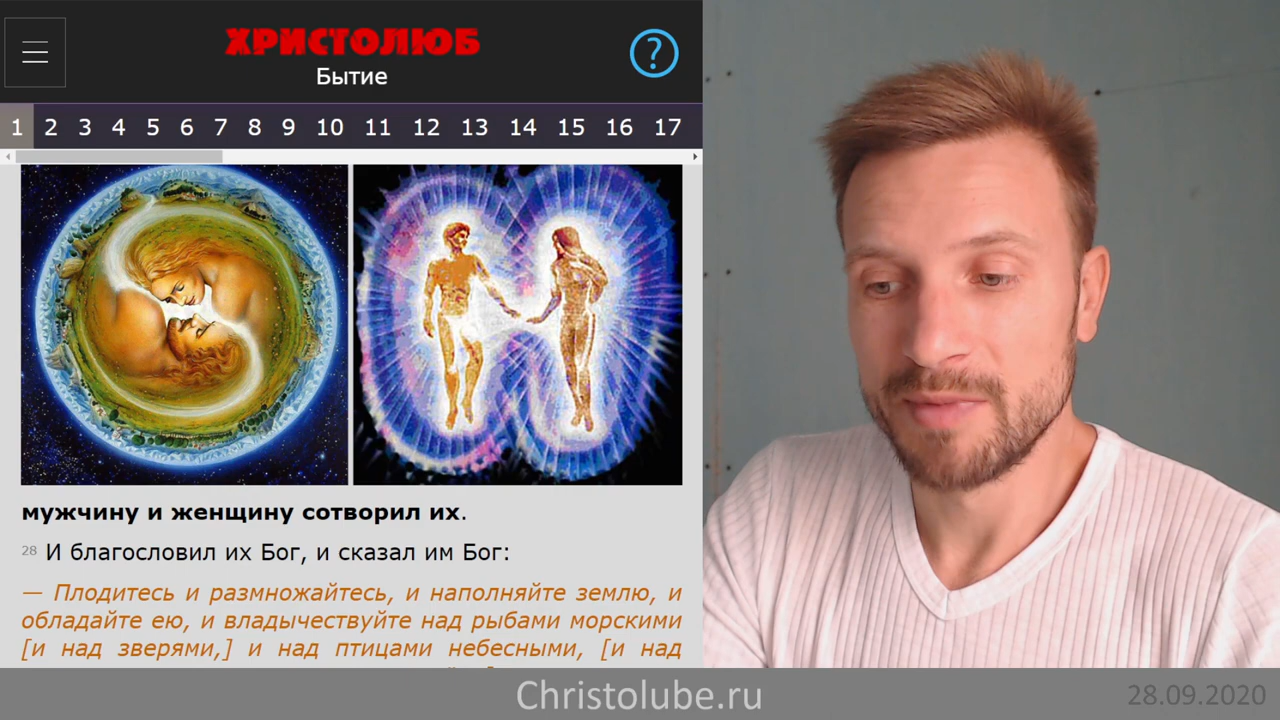 ХРИСТОЛЮБ
?
Бытие
1 2 3 4 5 6 7 8 9 10 11 12 13 14 15 16 17
мужчину и женщину сотворил их.
28 И благословил их Бог, и сказал им Бог:
— Плодитесь и размножайтесь, и наполняйте землю, и
обладайте ею, и владычествуйте над рыбами морскими
[и над зверями,] и над птицами небесными, [и над
Christolube.ru
28.09.2020